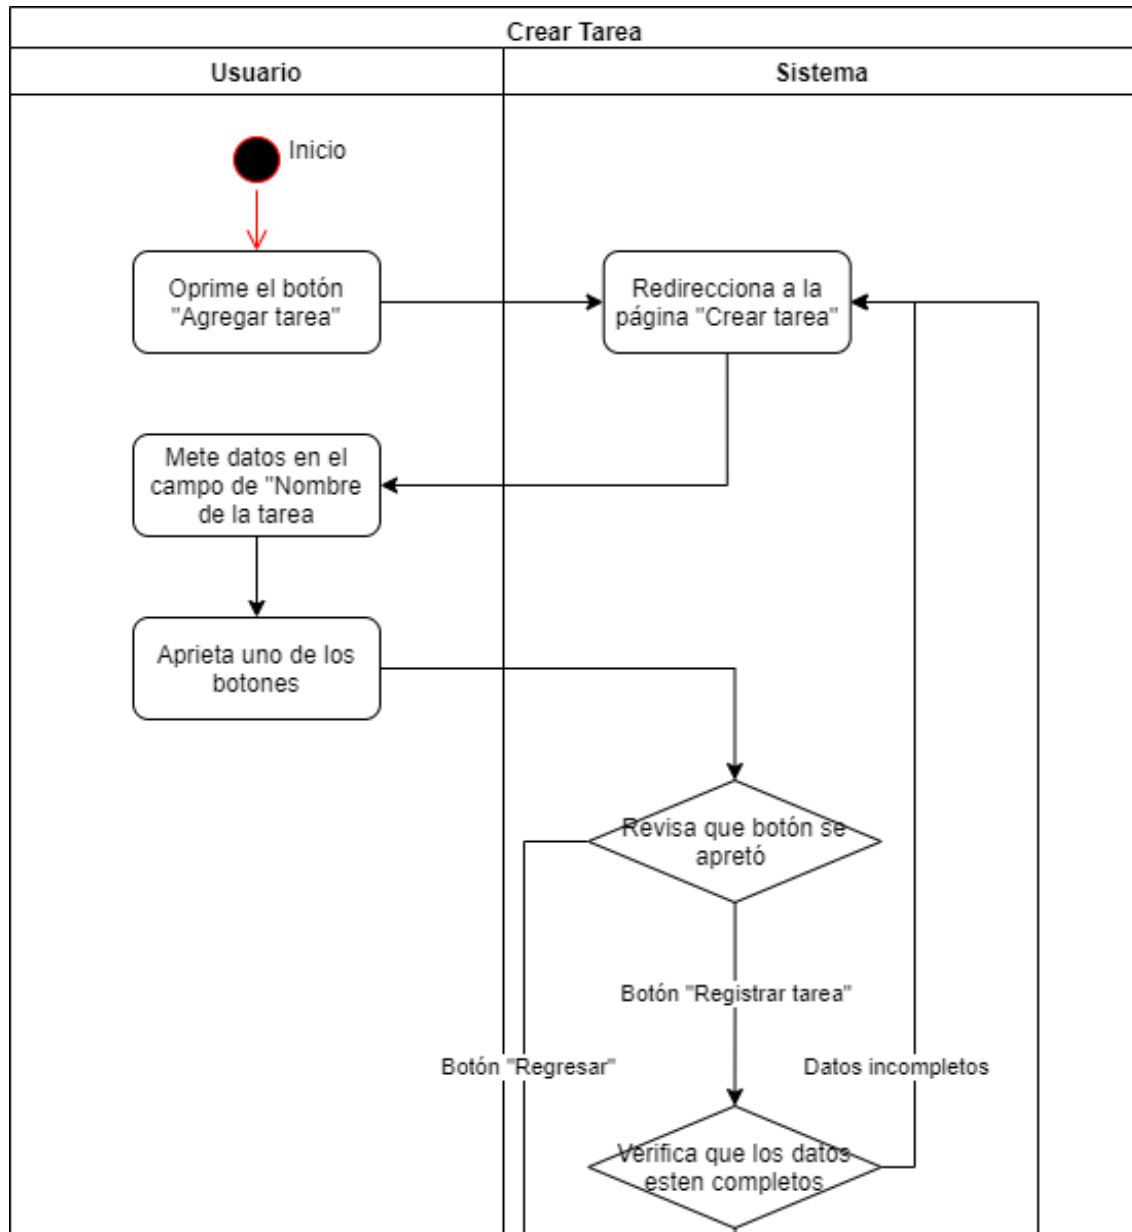 Crear Tarea
Usuario
Sistema
Inicio
Oprime el botón
"Agregar tarea"
Redirecciona a la
página "Crear tarea"
Mete datos en el
campo de "Nombre
de la tarea
Aprieta uno de los
botones
Revisa que botón se
apretó
Botón "Registrar tarea"
Botón "Regresar"
Datos incompletos
Verifica que los datos
esten completos